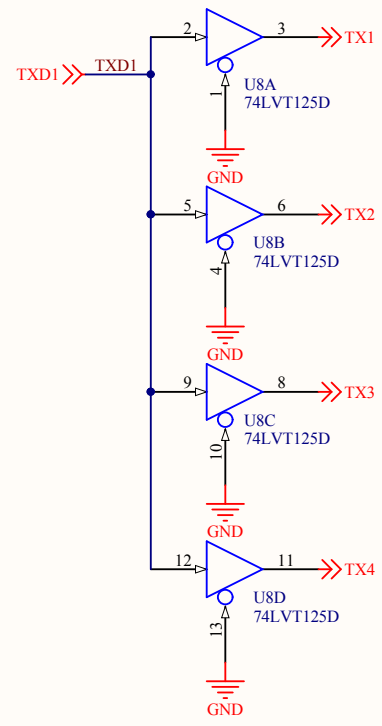 2
3
TX1
TXD1
TXD1
1
U8A
74LVT125D
GND
5
6
TX2
4
U8B
74LVT125D
GND
9
8
TX3
10
U8C
74LVT125D
GND
12
11
TX4
13
U8D
74LVT125D
GND